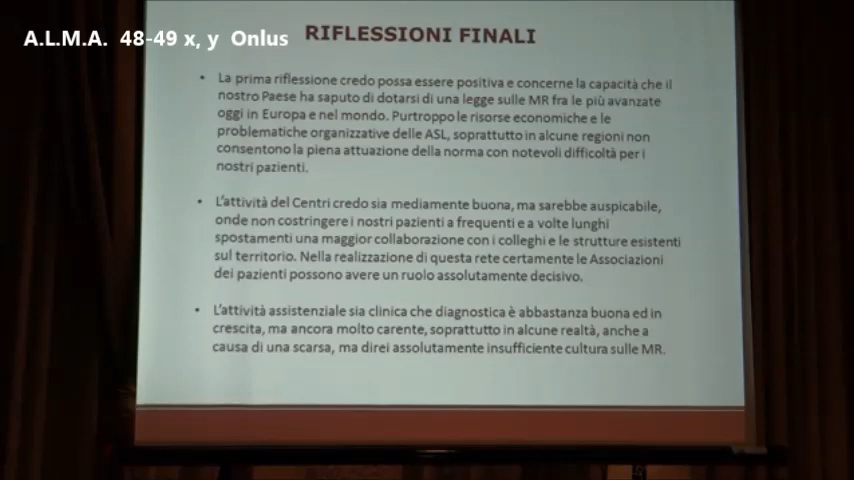 A.L.M.A. 48-49 x, y Onlus
RIFLESSIONI FINALI
• La prima riflessione credo possa essere positiva e concerne la capacità che il
nostro Paese ha saputo di dotarsi di una legge sulle MR fra le più avanzate
oggi in Europa e nel mondo. Purtroppo le risorse economiche e le
problematiche organizzative delle ASL, soprattutto in alcune regioni non
consentono la piena attuazione della norma con notevoli difficoltà per i
nostri pazienti.
• L'attività del Centri credo sia mediamente buona, ma sarebbe auspicabile,
onde non costringere i nostri pazienti a frequenti e a volte lunghi
spostamenti una maggior collaborazione con i colleghi e le strutture esistenti
sul territorio. Nella realizzazione di questa rete certamente le Associazioni
dei pazienti possono avere un ruolo assolutamente decisivo.
• L'attività assistenziale sia clinica che diagnostica è abbastanza buona ed in
crescita, ma ancora molto carente, soprattutto in alcune realtà, anche a
causa di una scarsa, ma direi assolutamente insufficiente cultura sulle MR.